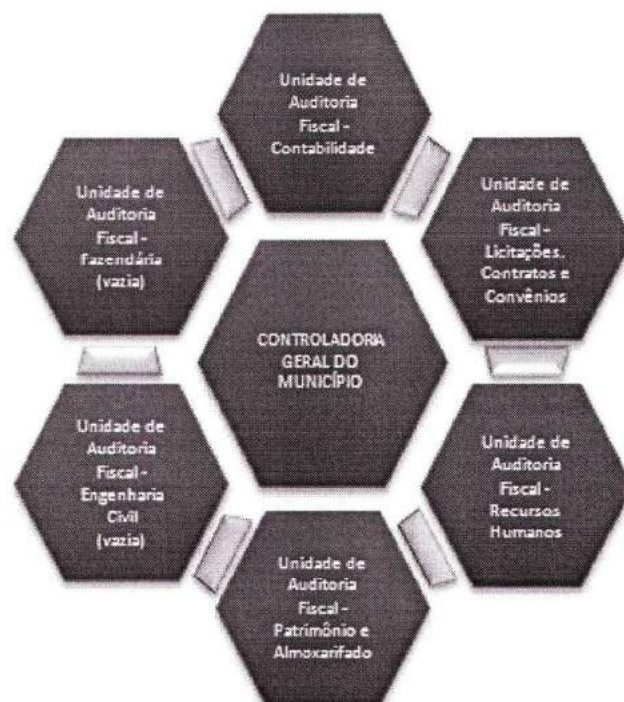 Unidade de
Auditoria
Fiscal -
Contabilidade
Unidade de
Auditoria
Fiscal -
Licitações,
Contratos e
Convênios
Unidade de
Auditoria
Fiscal -
Recursos
Humanos
Unidade de
Auditoria
Fiscal -
Patrimônio e
Almoxarifado
Unidade de
Auditoria
Fiscal -
Engenharia
Civil
(vazia)
Unidade de
Auditoria
Fiscal -
Fazendária
(vazia)
CONTROLADORIA
GERAL DO
MUNICÍPIO